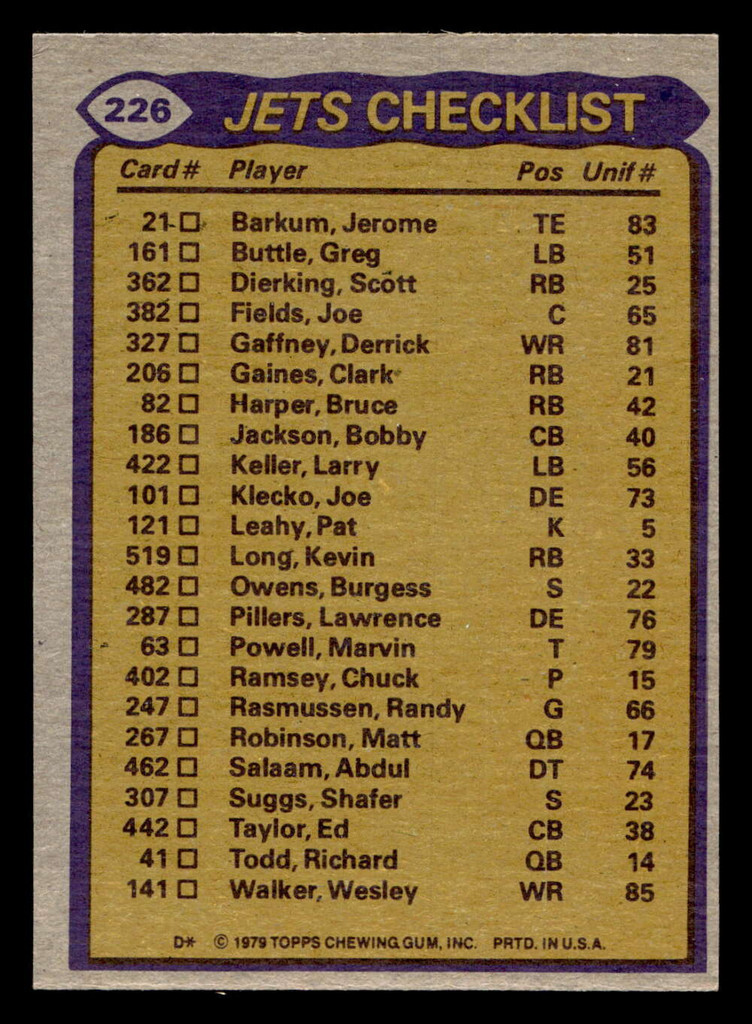 226 JETS CHECKLIST
Card # Player Pos Unif #
21 Barkum, Jerome TE 83
161 Buttle, Greg LB 51
362 Dierking, Scott RB 25
382 Fields, Joe C 65
327 Gaffney, Derrick WR 81
206 Gaines, Clark RB 21
82 Harper, Bruce RB 42
186 Jackson, Bobby CB 40
422 Keller, Larry LB 56
101 Klecko, Joe DE 73
121 Leahy, Pat K 5
519 Long, Kevin RB 33
482 Owens, Burgess S 22
287 Pillers, Lawrence DE 76
63 Powell, Marvin T 79
402 Ramsey, Chuck P 15
247 Rasmussen, Randy G 66
267 Robinson, Matt QB 17
462 Salaam, Abdul DT 74
307 Suggs, Shafer S 23
442 Taylor, Ed CB 38
41 Todd, Richard QB 14
141 Walker, Wesley WR 85
D* © 1979 TOPPS CHEWING GUM, INC. PRTD. IN U.S.A.